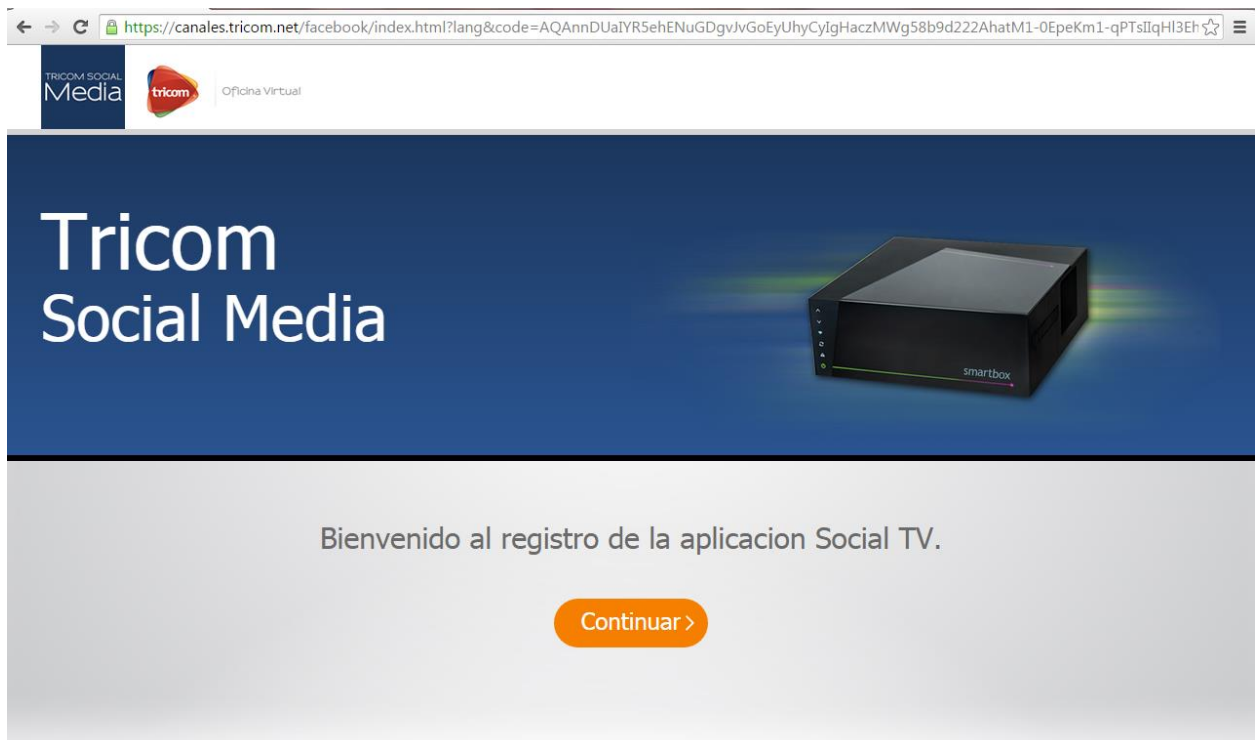 https://canales.tricom.net/facebook/index.html?lang&code=AQAnnDUaIYR5ehENuGDgvJvGoEyUhyCyIgHaczMWg58b9d222AhatM1-0EpeKm1-qPTsIIqHl3Eh
TRICOM SOCIAL
Media
tricom
Oficina Virtual
Tricom
Social Media
smartbox
Bienvenido al registro de la aplicacion Social TV.
Continuar